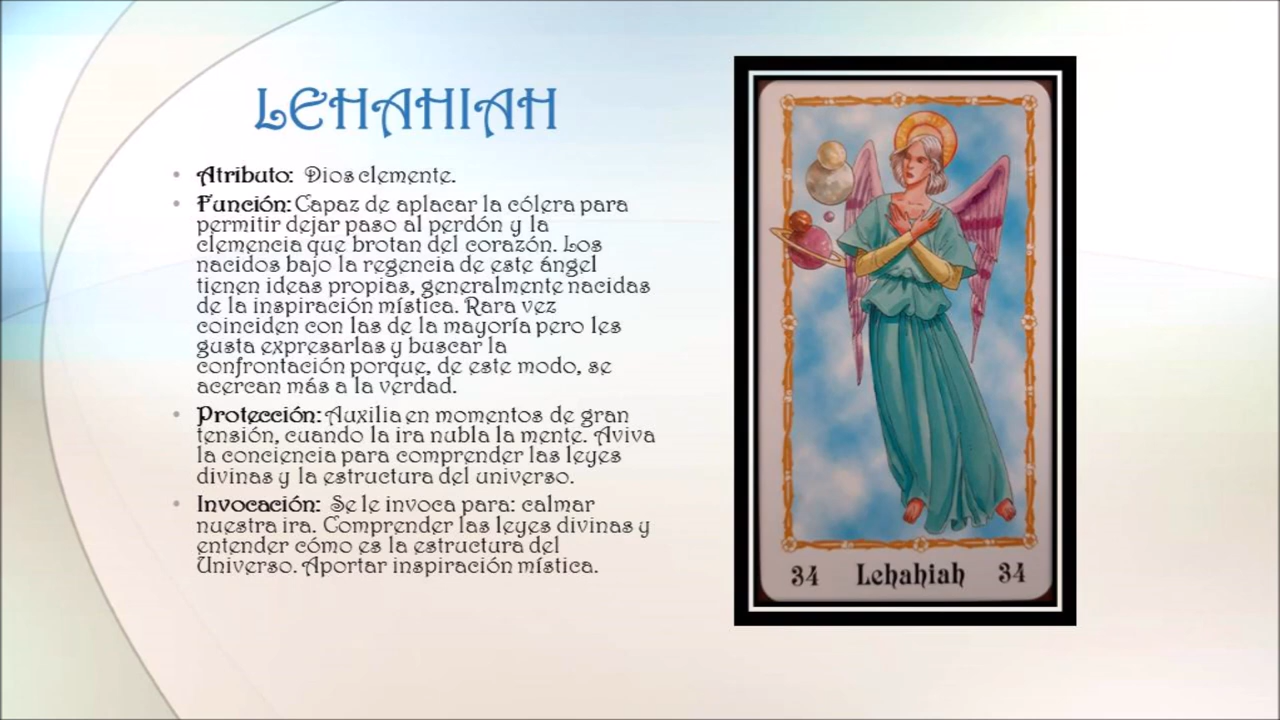 LEHAHIAH
• Atributo: Dios clemente.
• Función: Capaz de aplacar la cólera para
permitir dejar paso al perdón y la
clemencia que brotan del corazón. Los
nacidos bajo la regencia de este ángel
tienen ideas propias, generalmente nacidas
de la inspiración mística. Rara vez
coinciden con las de la mayoría pero les
gusta expresarlas y buscar la
confrontación porque, de este modo, se
acercan más a la verdad.
• Protección: Auxilia en momentos de gran
tensión, cuando la ira nubla la mente. Aviva
la conciencia para comprender las leyes
divinas y la estructura del universo.
• Invocación: Se le invoca para: calmar
nuestra ira. Comprender las leyes divinas y
entender cómo es la estructura del
Universo. Aportar inspiración mística.
34 Lehahiah 34